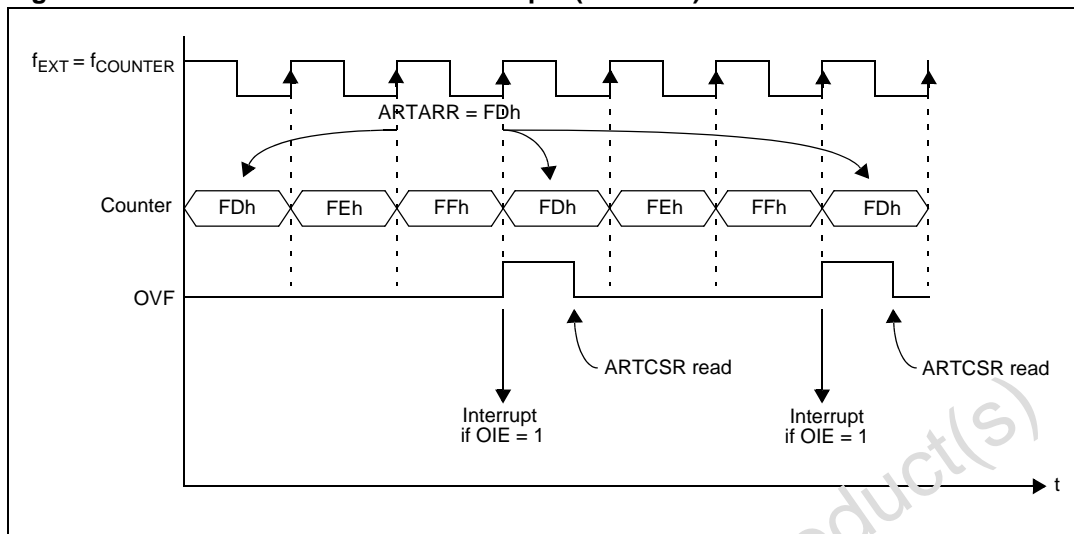 f_EXT = f_COUNTER
ARTARR = FDh
Counter
FDh
FEh
FFh
FDh
FEh
FFh
FDh
OVF
ARTCSR read
ARTCSR read
Interrupt
if OIE = 1
Interrupt
if OIE = 1
t